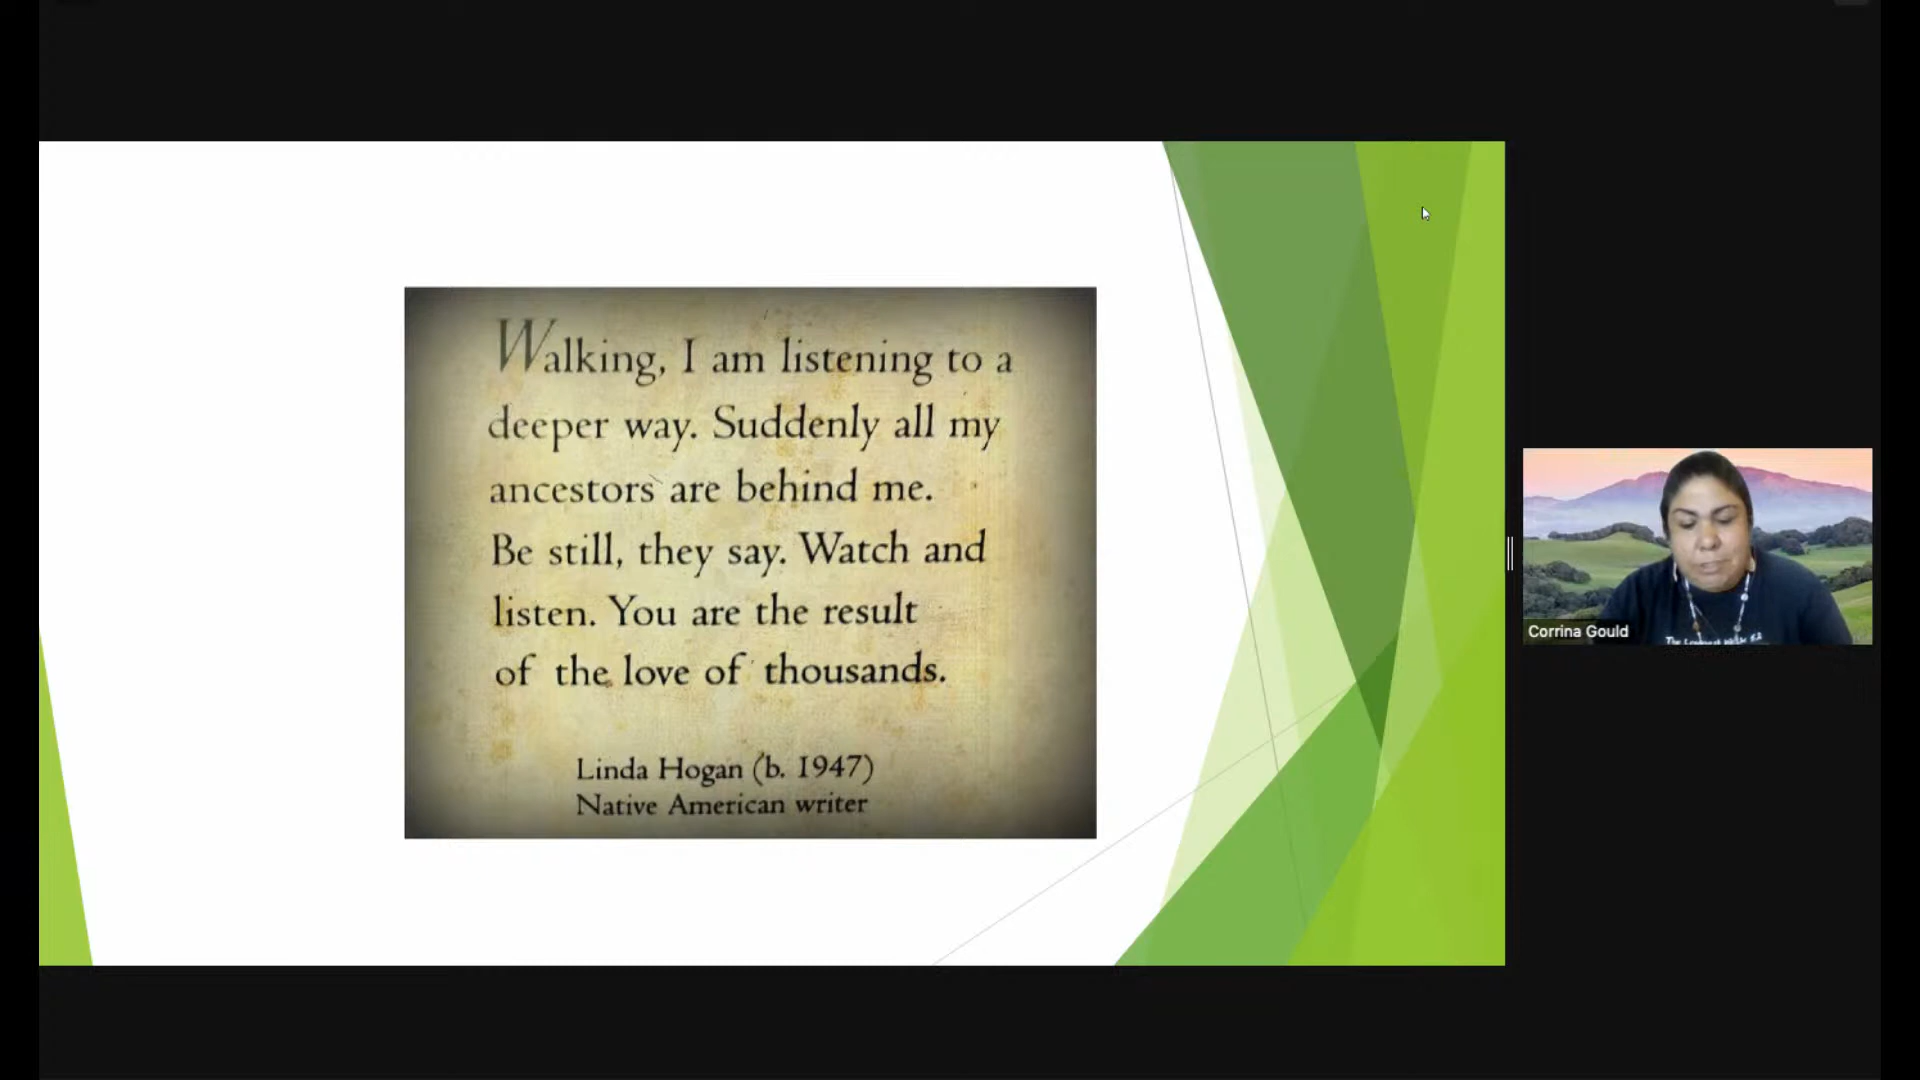 Walking, I am listening to a
deeper way. Suddenly all my
ancestors are behind me.
Be still, they say. Watch and
listen. You are the result
of the love of thousands.
Linda Hogan (b. 1947)
Native American writer
Corrina Gould